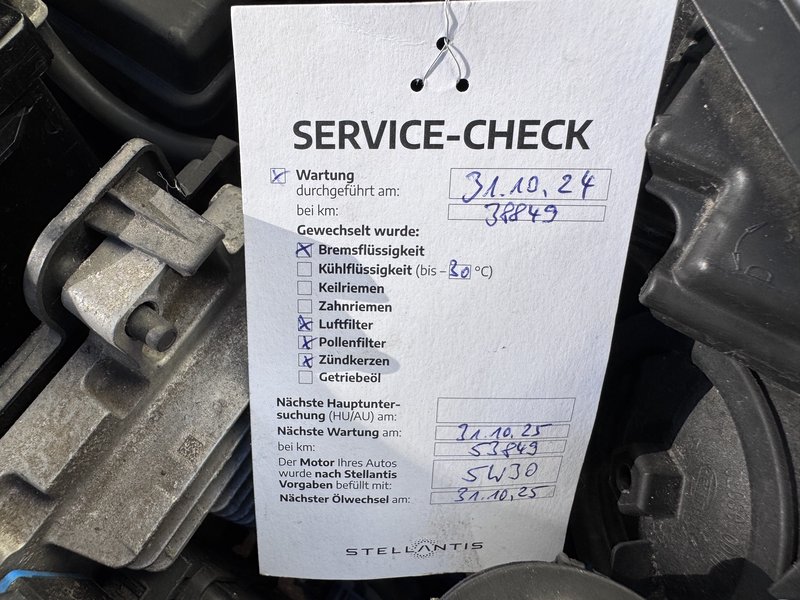 SERVICE-CHECK
Wartung
durchgeführt am: 31.10.24
bei km: 38849
Gewechselt wurde:
Bremsflüssigkeit
Kühlflüssigkeit (bis -30 °C)
Keilriemen
Zahnriemen
Luftfilter
Pollenfilter
Zündkerzen
Getriebeöl
Nächste Hauptunter-
suchung (HU/AU) am:
Nächste Wartung am: 31.10.25
bei km: 53849
Der Motor Ihres Autos
wurde nach Stellantis
Vorgaben befüllt mit: 5W30
Nächster Ölwechsel am: 31.10.25
STELLANTIS